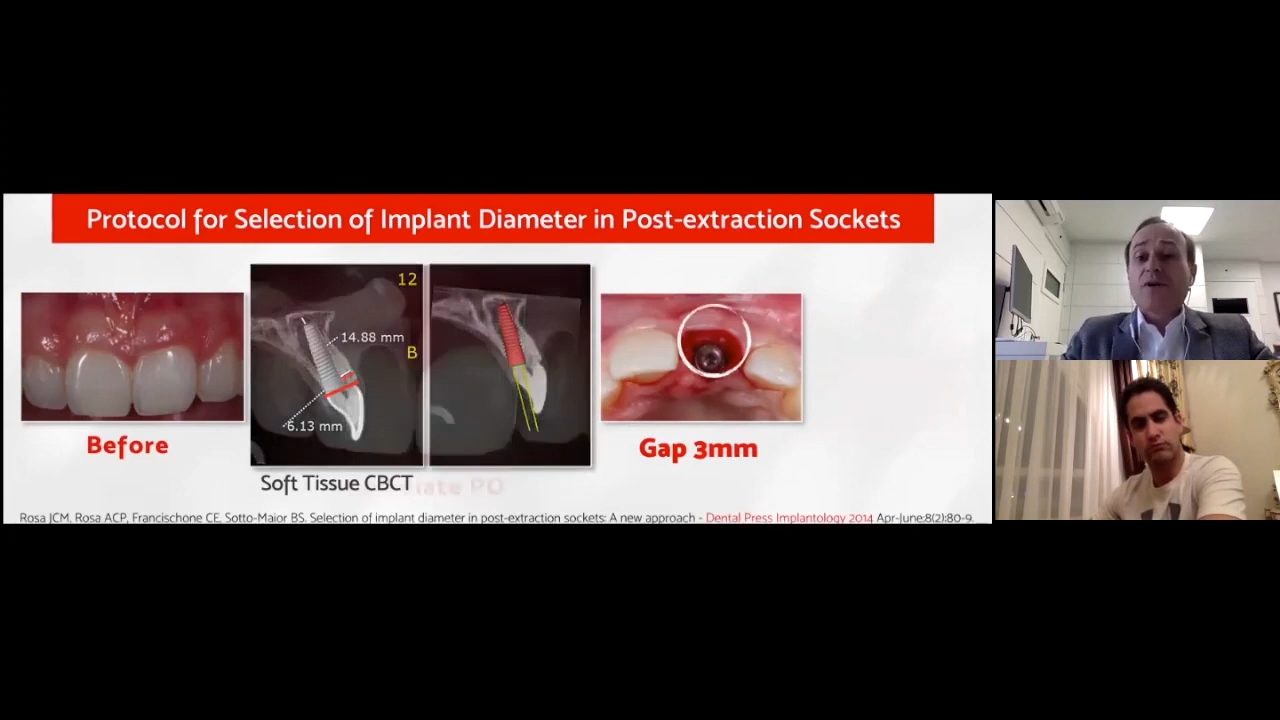 Protocol for Selection of Implant Diameter in Post-extraction Sockets
12
14.88 mm
B
6.13 mm
Before
Gap 3mm
Soft Tissue CBCT
Rosa JCM, Rosa ACP, Francischone CE, Sotto-Maior BS. Selection of implant diameter in post-extraction sockets: A new approach - Dental Press Implantology 2014 Apr-June;8(2):80-9.